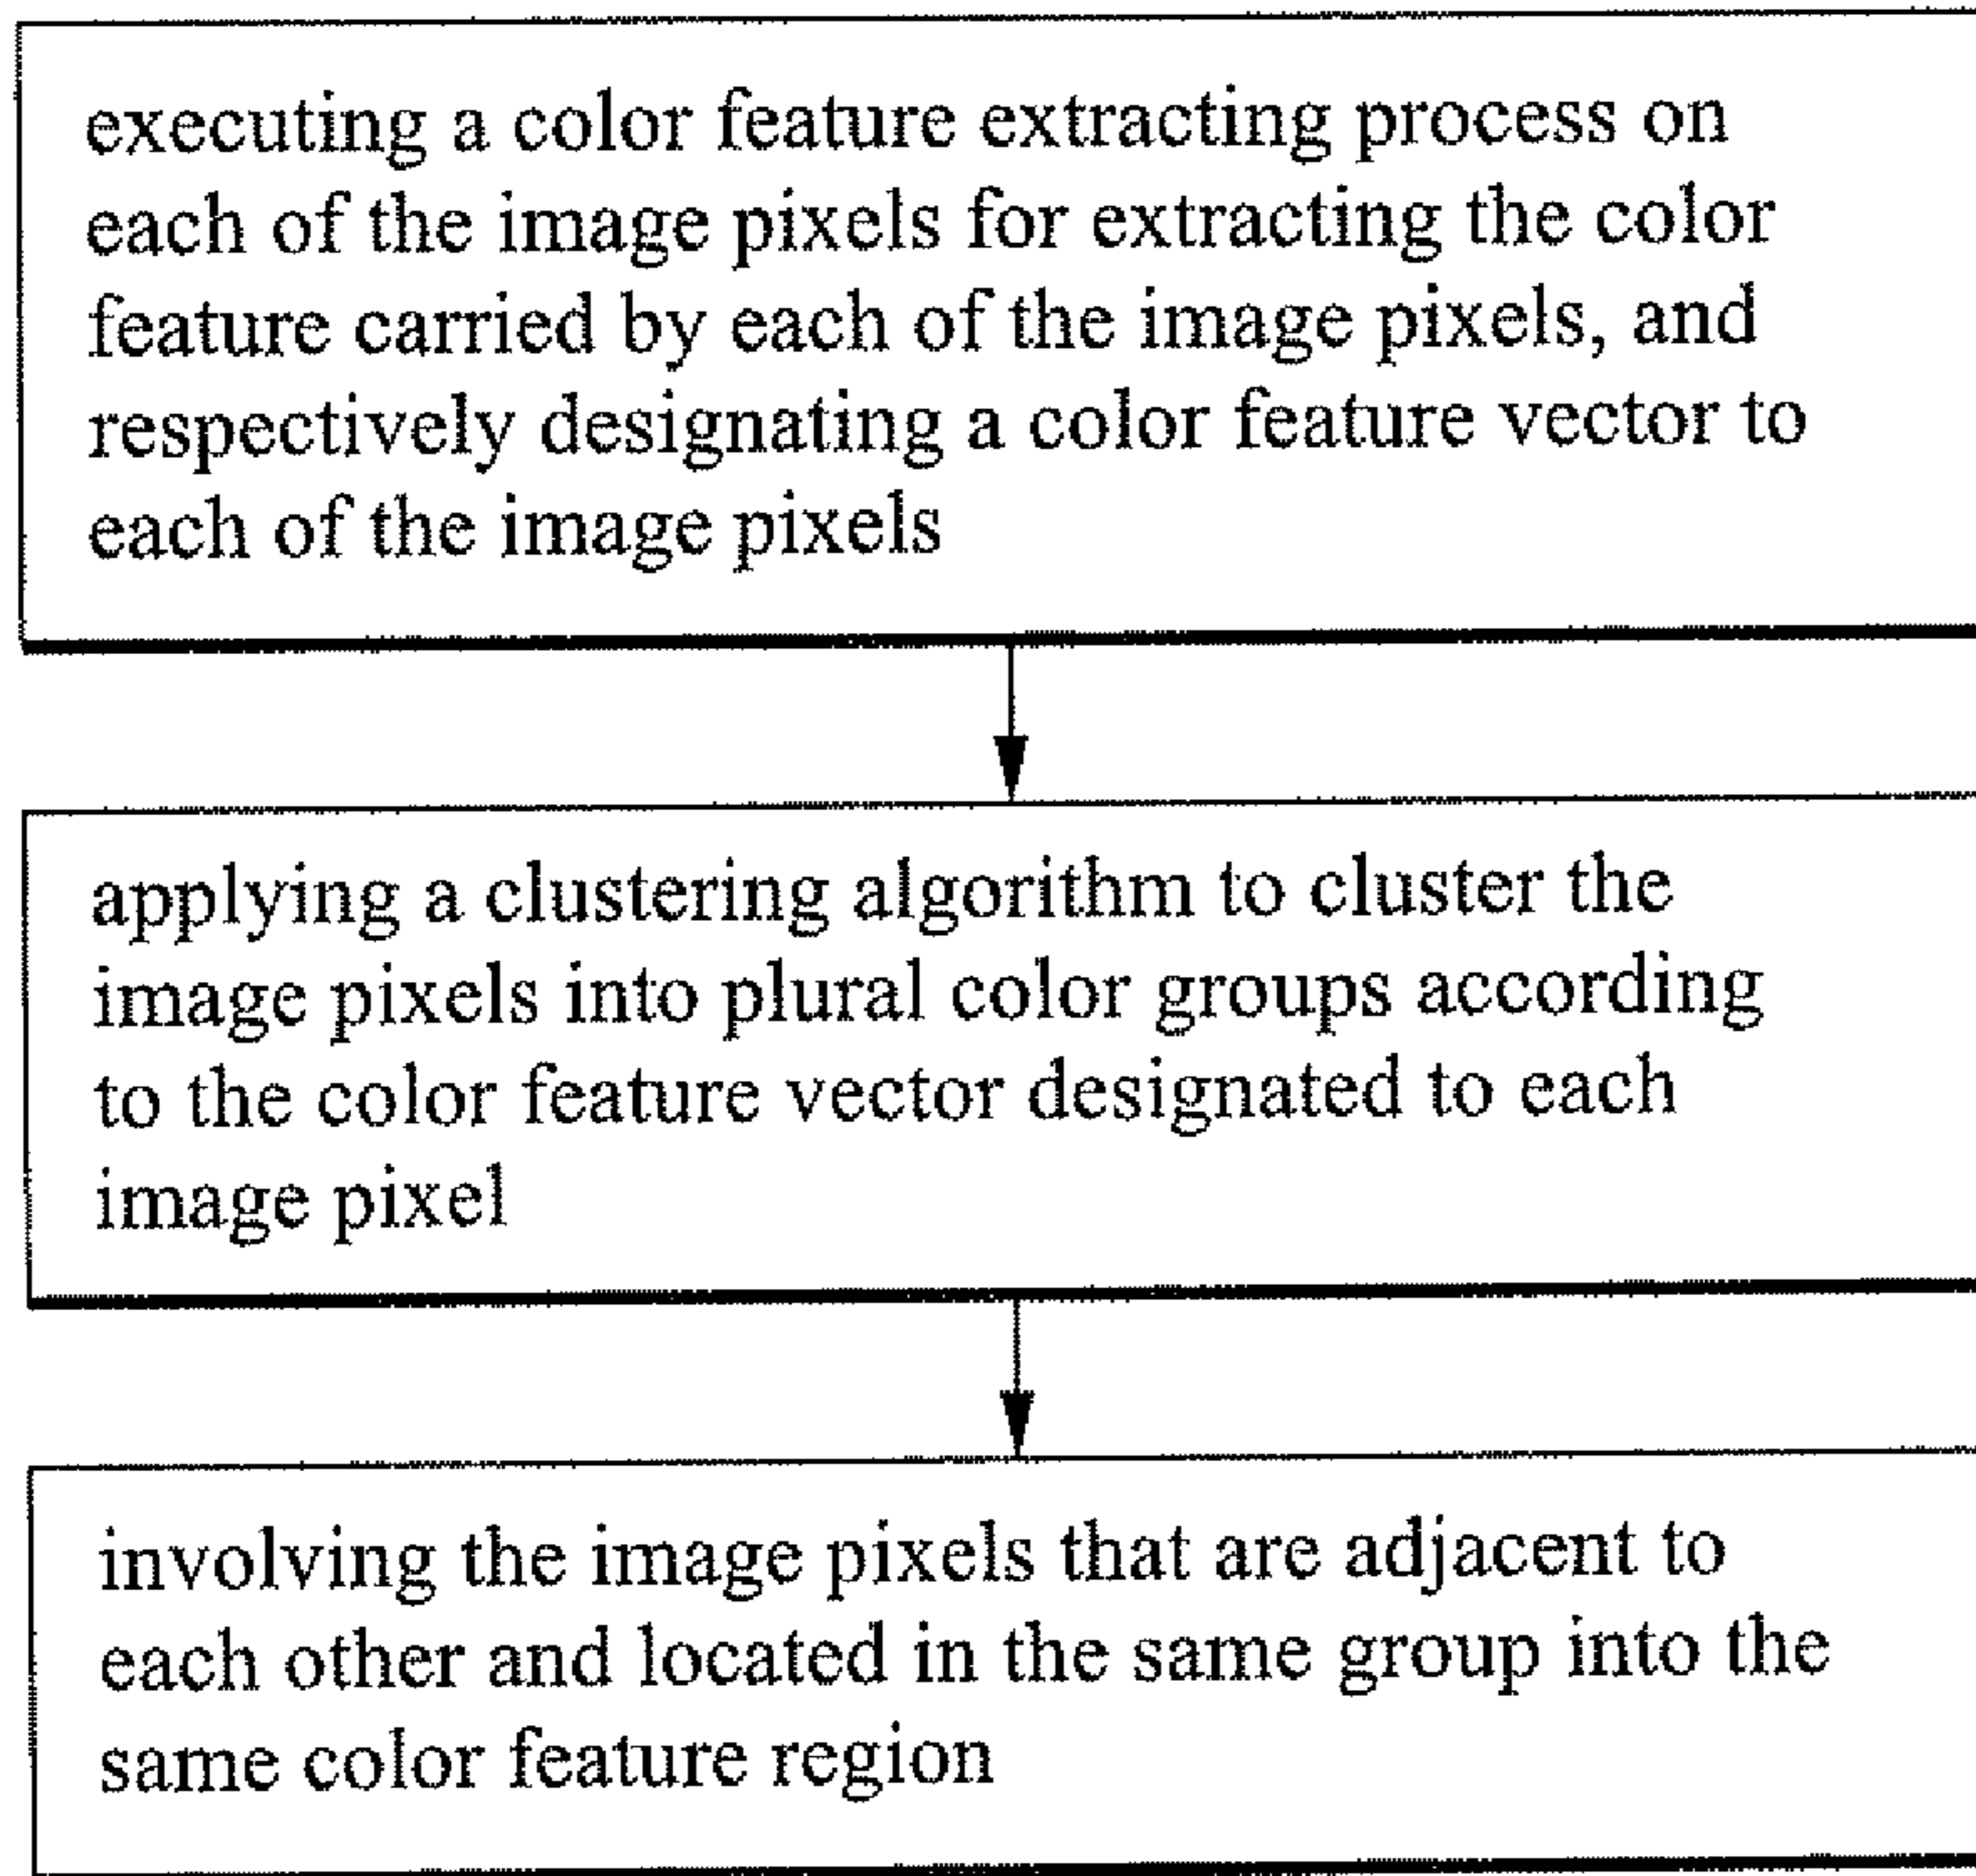 executing a color feature extracting process on
each of the image pixels for extracting the color
feature carried by each of the image pixels, and
respectively designating a color feature vector to
each of the image pixels
applying a clustering algorithm to cluster the
image pixels into plural color groups according
to the color feature vector designated to each
image pixel
involving the image pixels that are adjacent to
each other and located in the same group into the
same color feature region